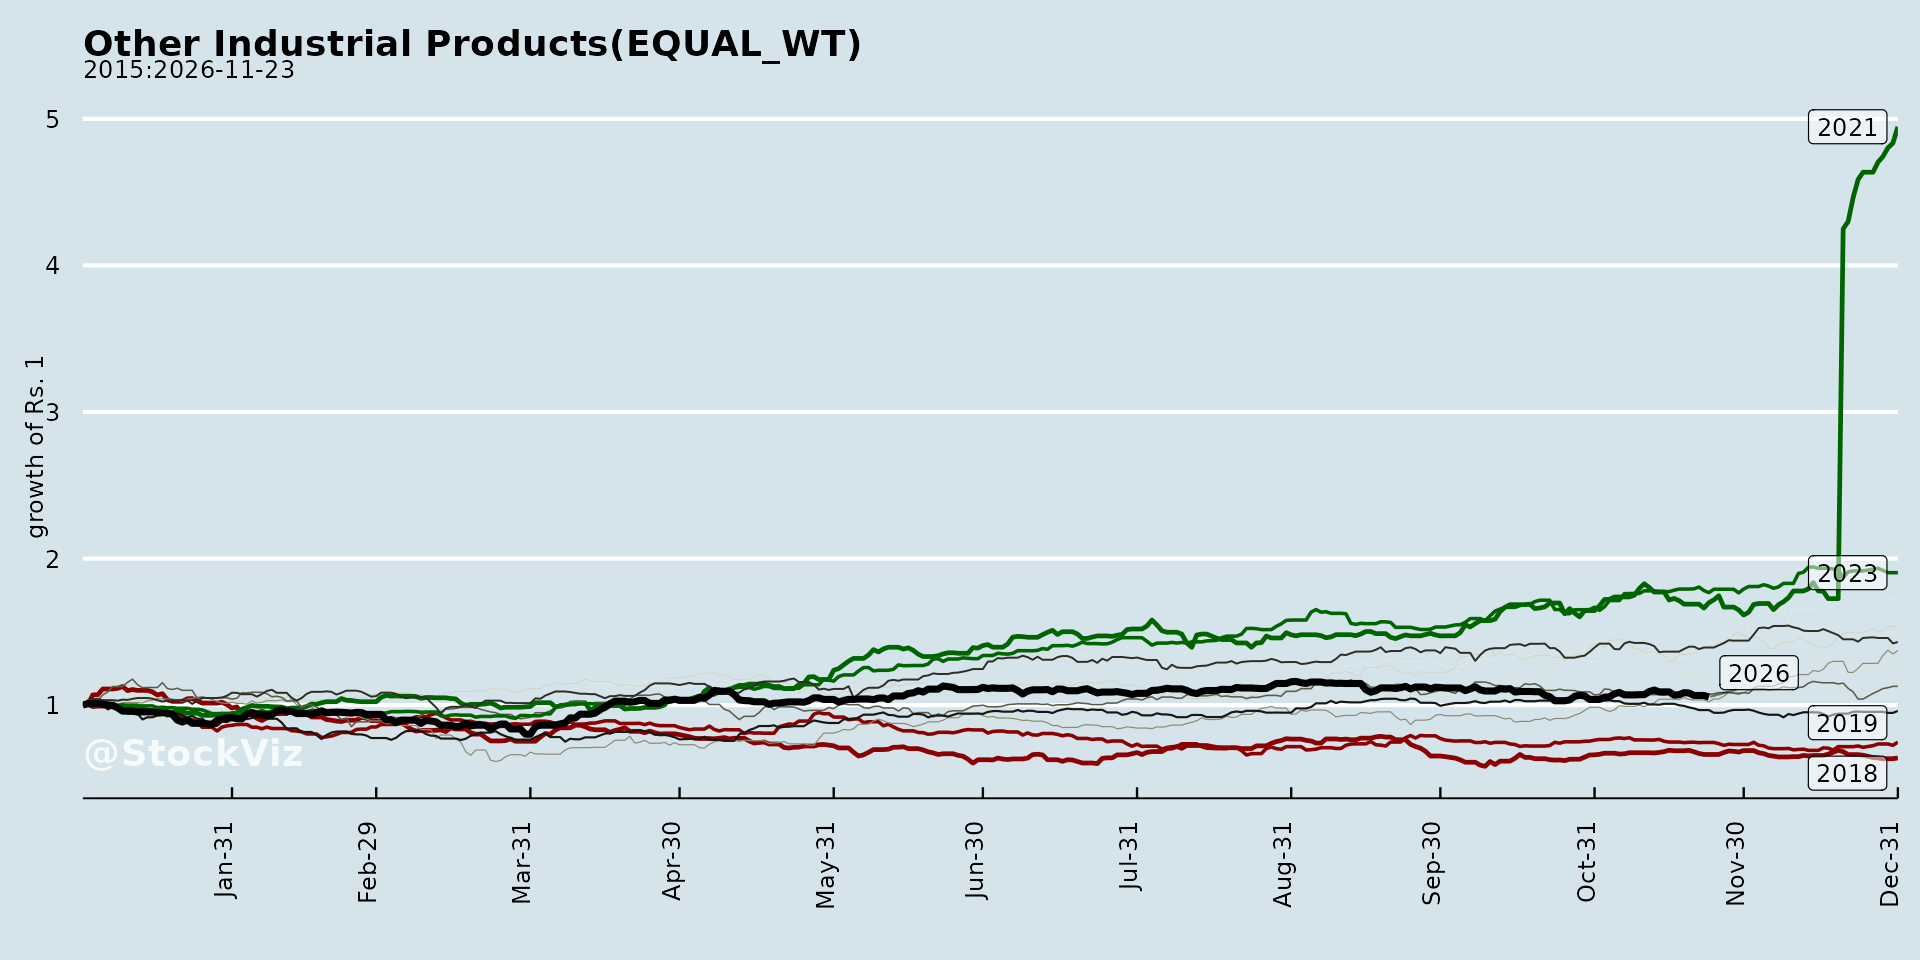 Other Industrial Products(EQUAL_WT)
2015:2026-11-23
growth of Rs. 1
5
4
3
2
1
2021
2023
2026
2019
2018
@StockViz
Jan-31
Feb-29
Mar-31
Apr-30
May-31
Jun-30
Jul-31
Aug-31
Sep-30
Oct-31
Nov-30
Dec-31